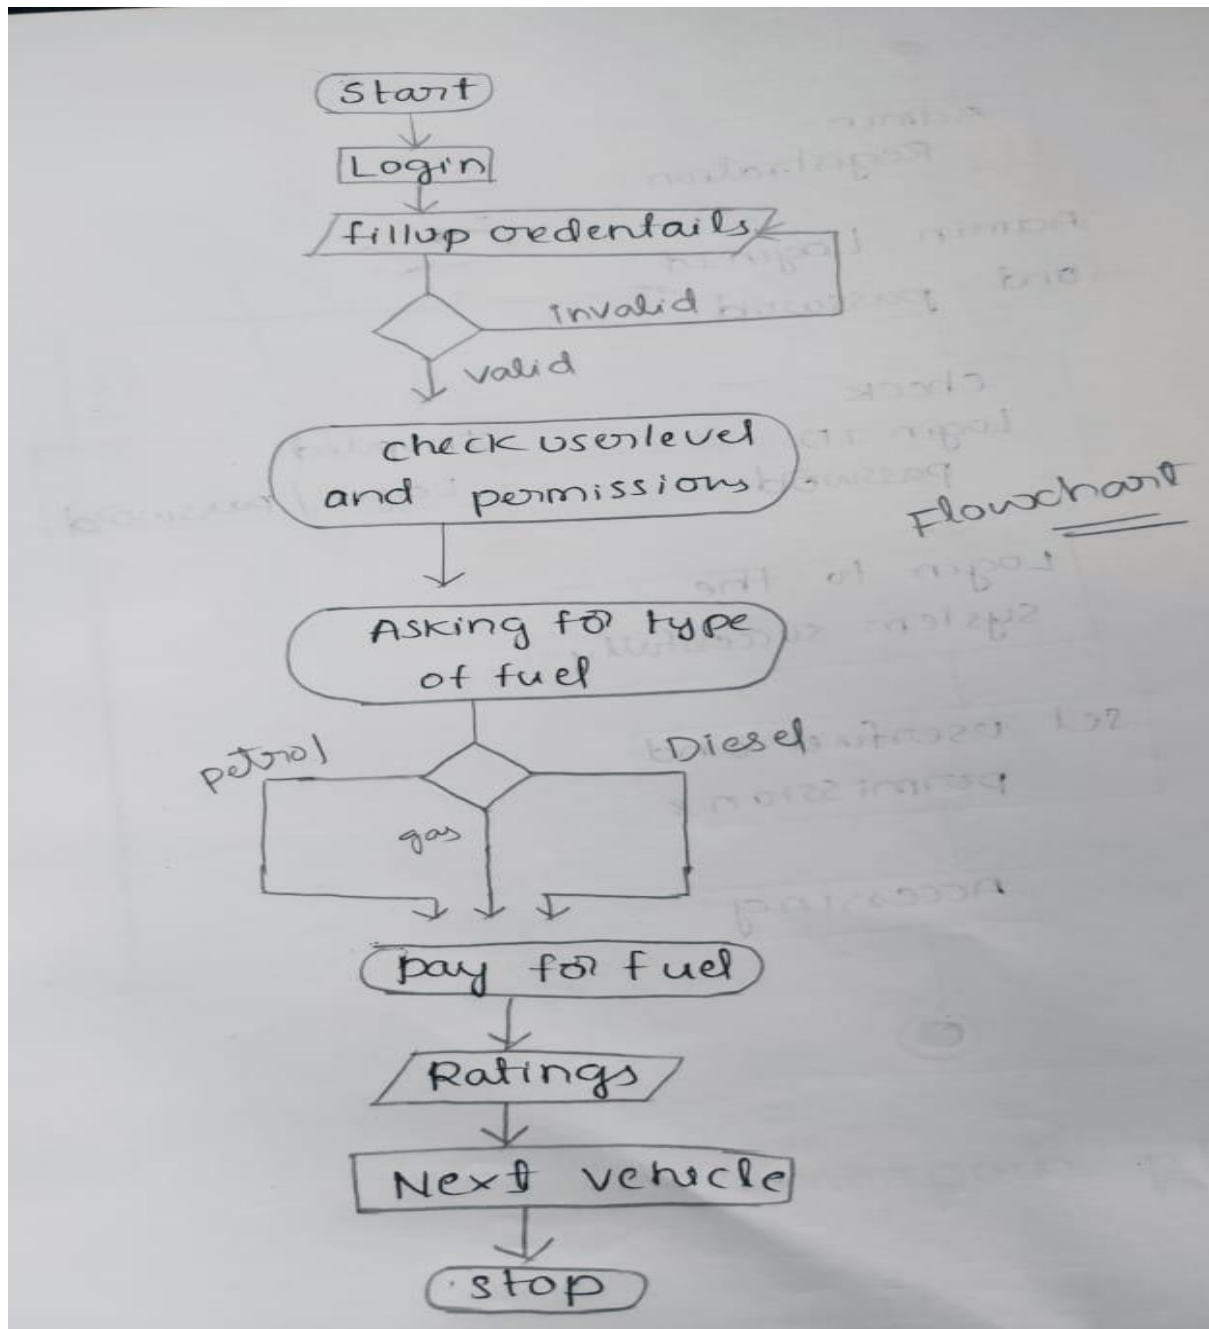 Start
Login
fillup credentails
invalid
valid
check userlevel
and permissions
Flowchart
Asking for type
of fuel
petrol
Diesel
gas
pay for fuel
Ratings
Next vehicle
stop